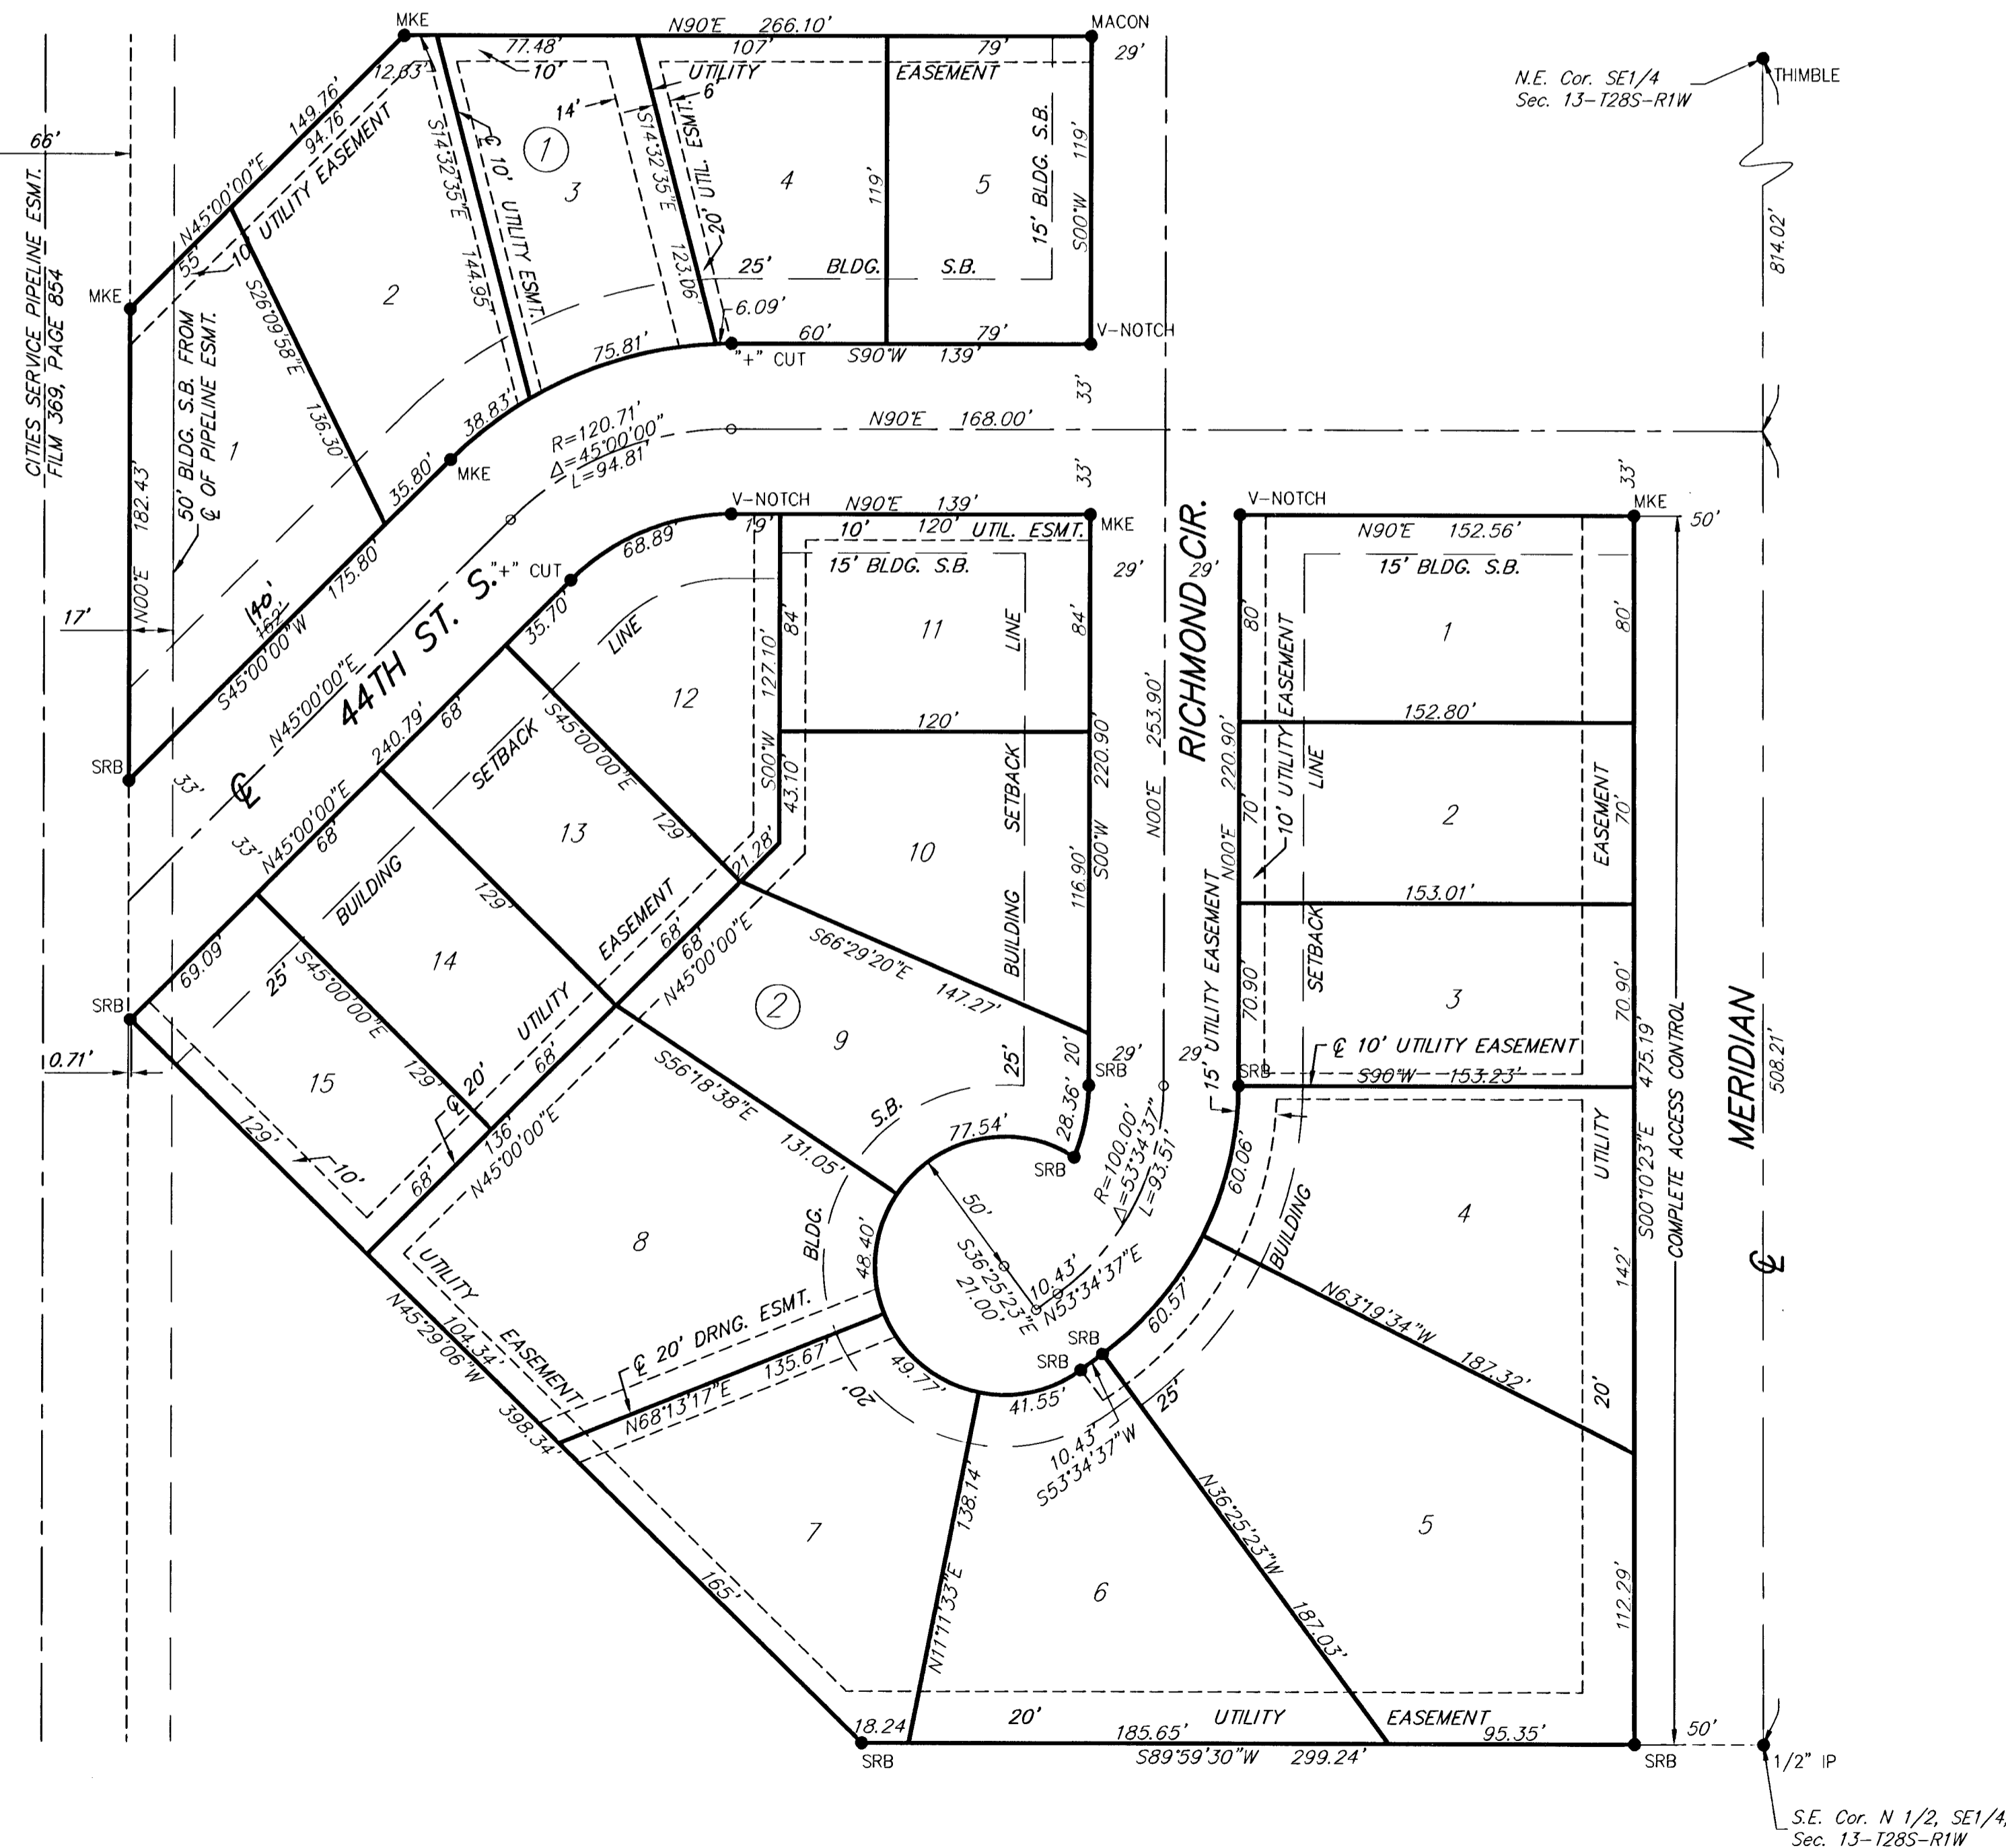 MKE
N90°E 266.10'
MACON
77.48'
107'
79'
29'
12.63'
10'
UTILITY EASEMENT
149.76'
94.76'
N45°00'00"E
55'
10'
UTILITY EASEMENT
66'
CITIES SERVICE PIPELINE ESMT.
FILM 369, PAGE 854
MKE
S14°32'35"E 144.95'
℄ 10' UTILITY ESMT.
1
14'
6'
3
S14°32'35"E 123.06'
20' UTIL. ESMT.
4
119'
5
15' BLDG. S.B.
S00°W 119'
25' BLDG. S.B.
6.09'
60'
79'
V-NOTCH
"+" CUT
S90°W 139'
N.E. Cor. SE1/4
Sec. 13-T28S-R1W
THIMBLE
814.02'
2
S26°09'58"E 136.30'
1
N00°E 182.43'
50' BLDG. S.B. FROM
℄ OF PIPELINE ESMT.
75.81'
38.83'
35.80'
MKE
175.80'
140'
162'
S45°00'00"W
17'
SRB
R=120.71'
Δ=45°00'00"
L=94.81'
N90°E 168.00'
33'
33'
33'
N45°00'00"E
44TH ST. S.
℄
33'
33'
V-NOTCH
N90°E 139'
MKE
19'
10' 120' UTIL. ESMT.
15' BLDG. S.B.
68.89'
"+" CUT
35.70'
29'
29'
RICHMOND CIR.
V-NOTCH
N90°E 152.56'
MKE
50'
15' BLDG. S.B.
80'
1
80'
152.80'
10' UTILITY EASEMENT
LINE
70'
2
EASEMENT
70'
153.01'
N00°E 220.90'
15' UTILITY EASEMENT
70.90'
SETBACK
3
70.90'
℄ 10' UTILITY EASEMENT
SRB
S90°W 153.23'
LINE
12
S00°W 127.10'
84'
11
LINE
84'
120'
43.10'
21.28'
10
SETBACK
BUILDING
116.90'
S00°W 220.90'
N00°E 253.90'
240.79'
68'
SETBACK
S45°00'00"E 129'
13
N45°00'00"E
68'
BUILDING
129'
14
EASEMENT
68'
68'
N45°00'00"E
UTILITY
SRB
69.09'
25'
S45°00'00"E 129'
15
0.71'
129'
10'
℄ 20'
68'
136'
68'
N45°00'00"E
S66°29'20"E 147.27'
2
9
25'
20'
29'
29'
SRB
28.36'
S56°18'38"E 131.05'
S.B.
77.54'
SRB
R=100.00'
Δ=53°34'37"
L=93.51'
50'
S36°25'23"E
21.00'
10.43'
N53°34'37"E
60.06'
BUILDING
4
UTILITY
S00°10'23"E 475.19'
COMPLETE ACCESS CONTROL
MERIDIAN
℄
508.21'
142'
8
BLDG.
48.40'
UTILITY
EASEMENT
104.34'
N45°29'06"W
398.34'
℄ 20' DRNG. ESMT.
N68°13'17"E 135.67'
20'
49.77'
41.55'
SRB
SRB
60.57'
10.43'
S53°34'37"W
25'
N63°19'34"W 187.32'
20'
7
165'
N11°11'33"E 138.14'
6
N36°25'23"W 187.03'
5
112.29'
18.24
20' UTILITY EASEMENT
185.65'
95.35'
SRB
S89°59'30"W 299.24'
SRB
50'
1/2" IP
S.E. Cor. N 1/2, SE1/4,
Sec. 13-T28S-R1W